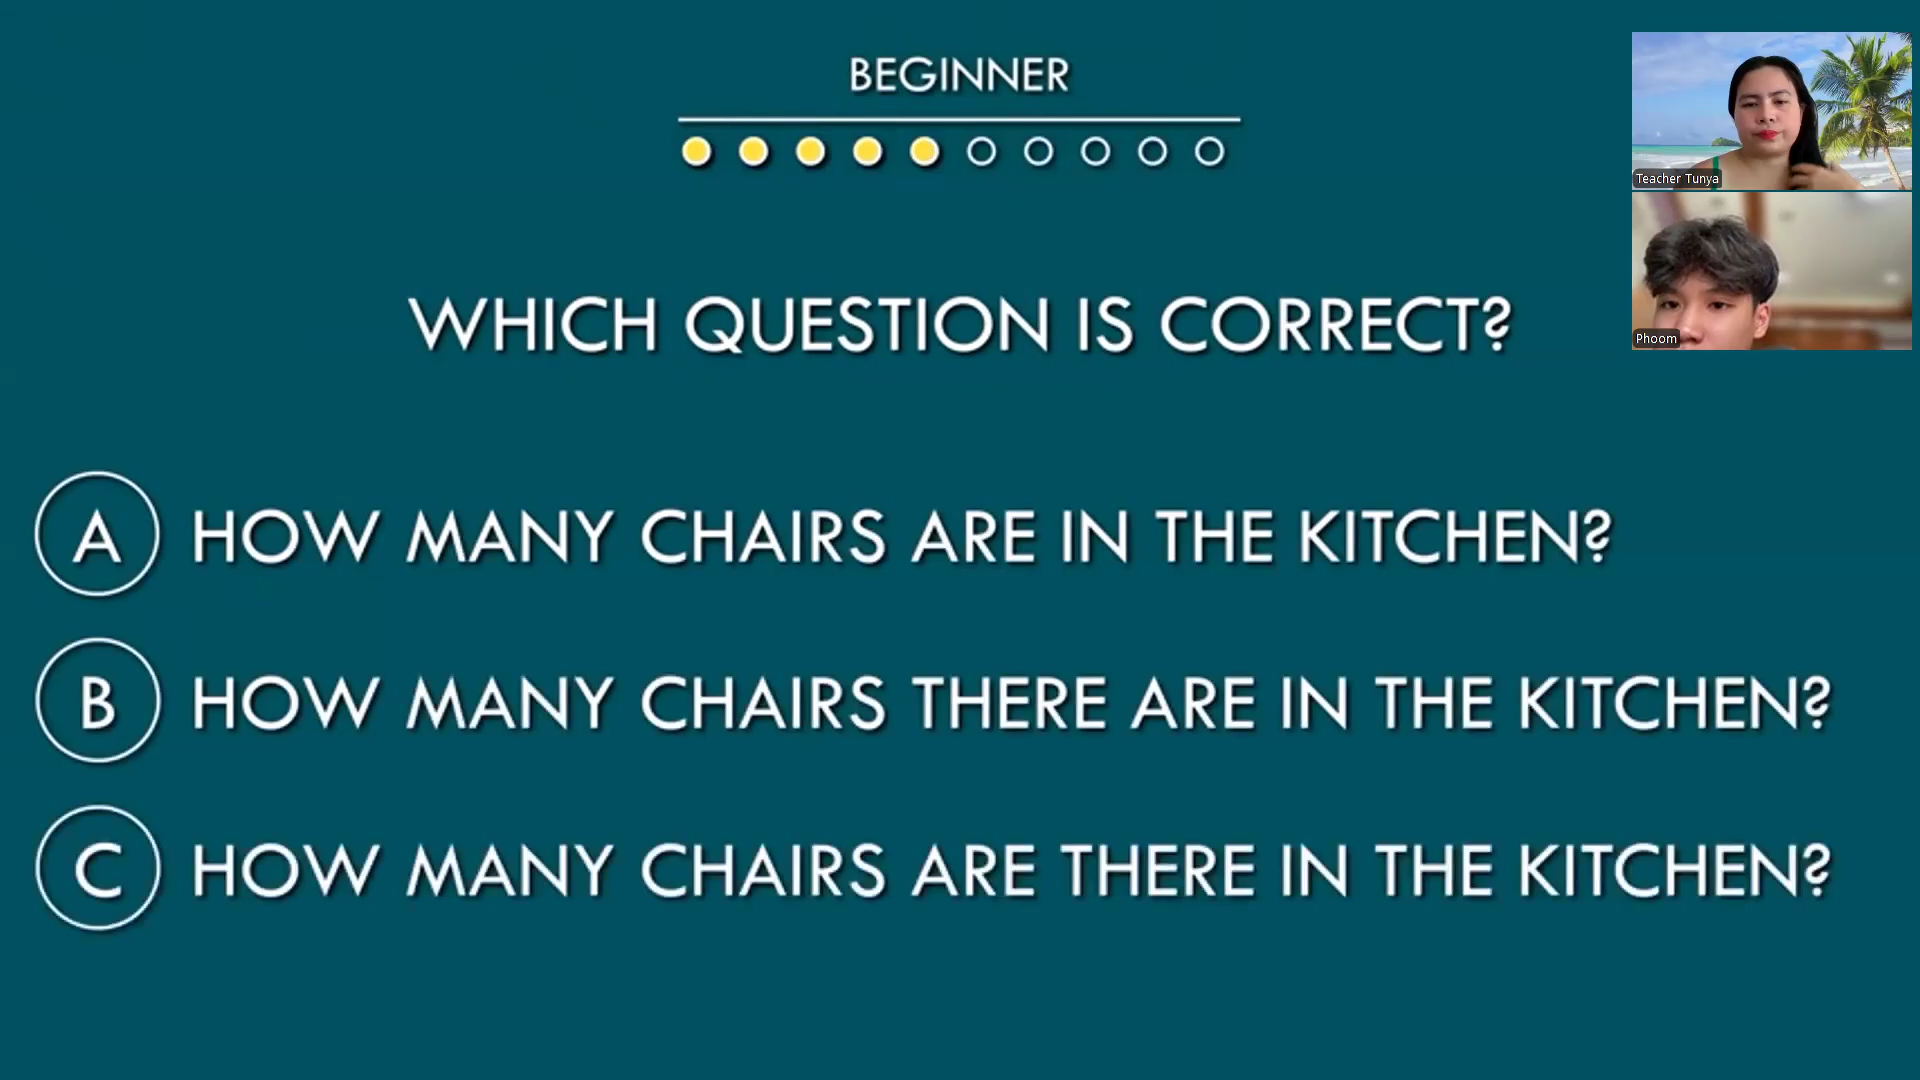 BEGINNER
WHICH QUESTION IS CORRECT?
A HOW MANY CHAIRS ARE IN THE KITCHEN?
B HOW MANY CHAIRS THERE ARE IN THE KITCHEN?
C HOW MANY CHAIRS ARE THERE IN THE KITCHEN?
Teacher Tunya
Phoom